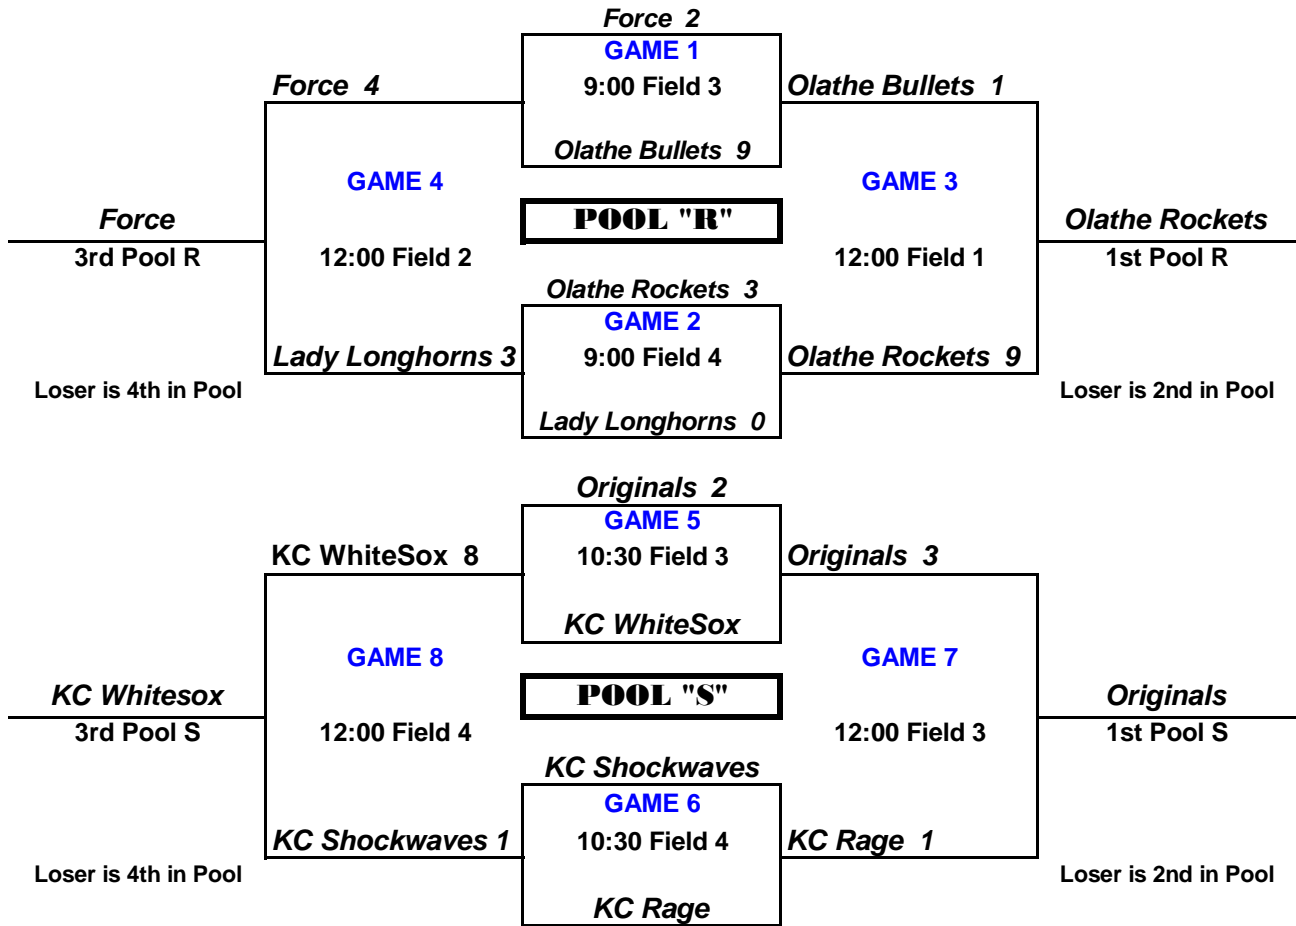 Force 2
GAME 1
Force 4
9:00 Field 3
Olathe Bullets 1
Olathe Bullets 9
GAME 4
GAME 3
Force
POOL "R"
Olathe Rockets
3rd Pool R
12:00 Field 2
12:00 Field 1
1st Pool R
Olathe Rockets 3
GAME 2
Lady Longhorns 3
9:00 Field 4
Olathe Rockets 9
Loser is 4th in Pool
Loser is 2nd in Pool
Lady Longhorns 0
Originals 2
GAME 5
KC WhiteSox 8
10:30 Field 3
Originals 3
KC WhiteSox
GAME 8
GAME 7
KC Whitesox
POOL "S"
Originals
3rd Pool S
12:00 Field 4
12:00 Field 3
1st Pool S
KC Shockwaves
GAME 6
KC Shockwaves 1
10:30 Field 4
KC Rage 1
Loser is 4th in Pool
Loser is 2nd in Pool
KC Rage